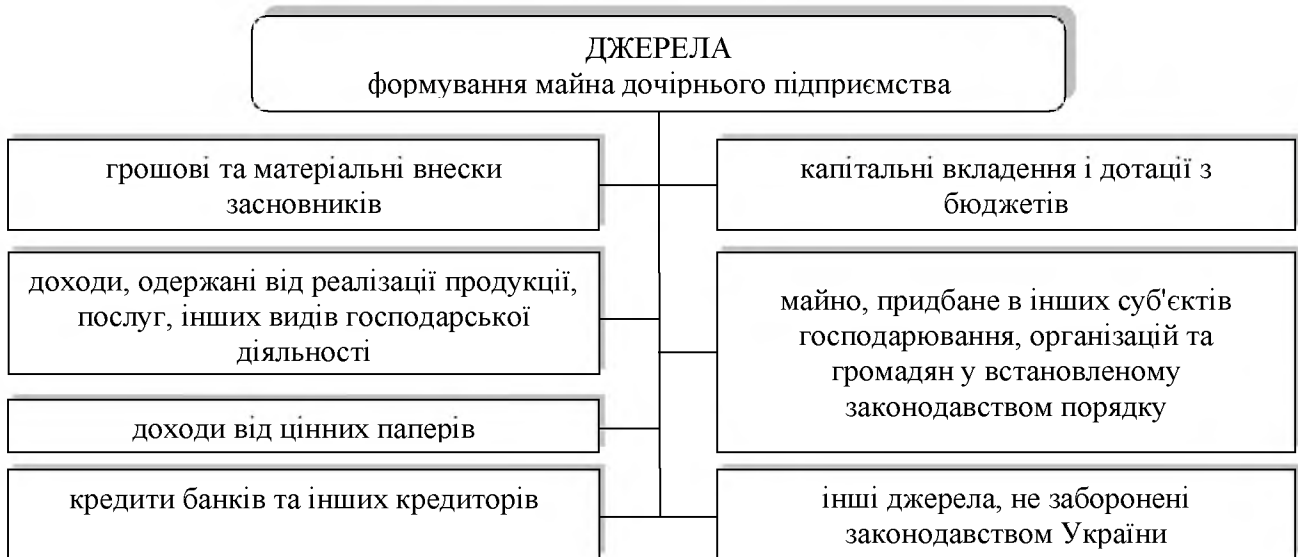 ДЖЕРЕЛА
формування майна дочірнього підприємства
грошові та матеріальні внески
засновників
капітальні вкладення і дотації з
бюджетів
доходи, одержані від реалізації продукції,
послуг, інших видів господарської
діяльності
майно, придбане в інших суб'єктів
господарювання, організацій та
громадян у встановленому
законодавством порядку
доходи від цінних паперів
кредити банків та інших кредиторів
інші джерела, не заборонені
законодавством України